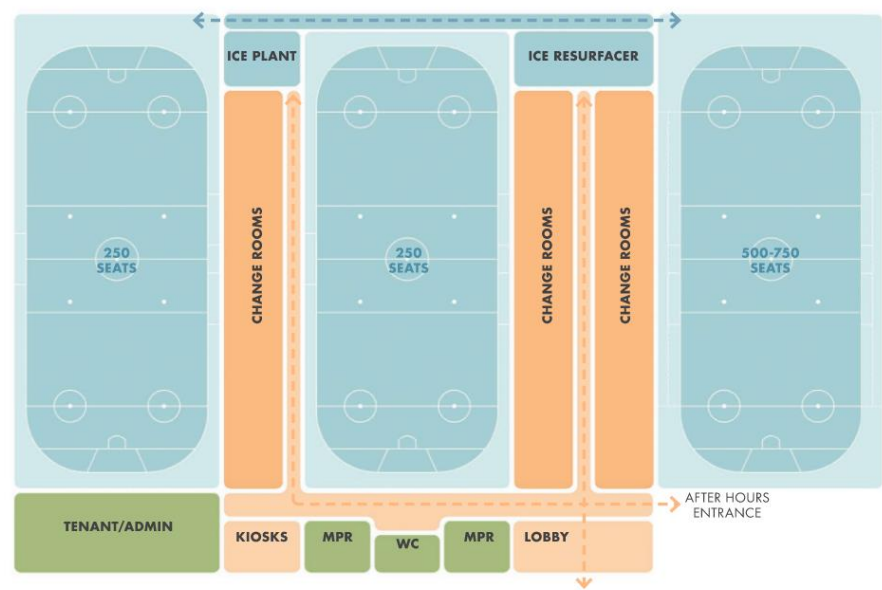 ICE PLANT
ICE RESURFACER
CHANGE ROOMS
CHANGE ROOMS
CHANGE ROOMS
250
SEATS
250
SEATS
500-750
SEATS
AFTER HOURS
ENTRANCE
TENANT/ADMIN
KIOSKS
MPR
WC
MPR
LOBBY